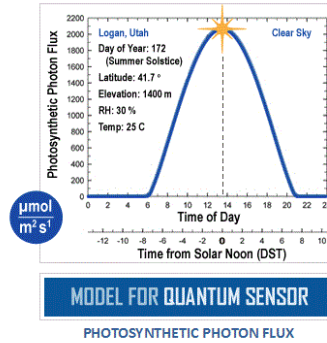 2200
2000
1800
1600
1400
1200
1000
800
600
400
200
0
Photosynthetic Photon Flux
Logan, Utah
Clear Sky
Day of Year: 172
(Summer Solstice)
Latitude: 41.7 °
Elevation: 1400 m
RH: 30 %
Temp: 25 C
µmol
m² s¹
0 2 4 6 8 10 12 14 16 18 20 22
Time of Day
-12 -10 -8 -6 -4 -2 0 2 4 6 8
Time from Solar Noon (DST)
MODEL FOR QUANTUM SENSOR
PHOTOSYNTHETIC PHOTON FLUX